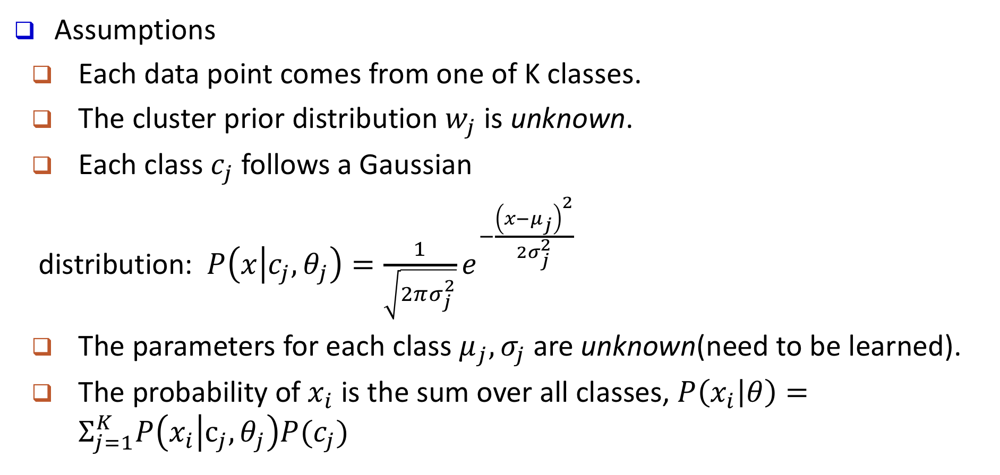 ❑ Assumptions
❑ Each data point comes from one of K classes.
❑ The cluster prior distribution $w_j$ is unknown.
❑ Each class $c_j$ follows a Gaussian
distribution: $P(x|c_j, \theta_j) = \frac{1}{\sqrt{2\pi\sigma_j^2}} e^{-\frac{(x-\mu_j)^2}{2\sigma_j^2}}$
❑ The parameters for each class $\mu_j, \sigma_j$ are unknown(need to be learned).
❑ The probability of $x_i$ is the sum over all classes, $P(x_i|\theta) =$
$\Sigma_{j=1}^{K} P(x_i|c_j, \theta_j)P(c_j)$